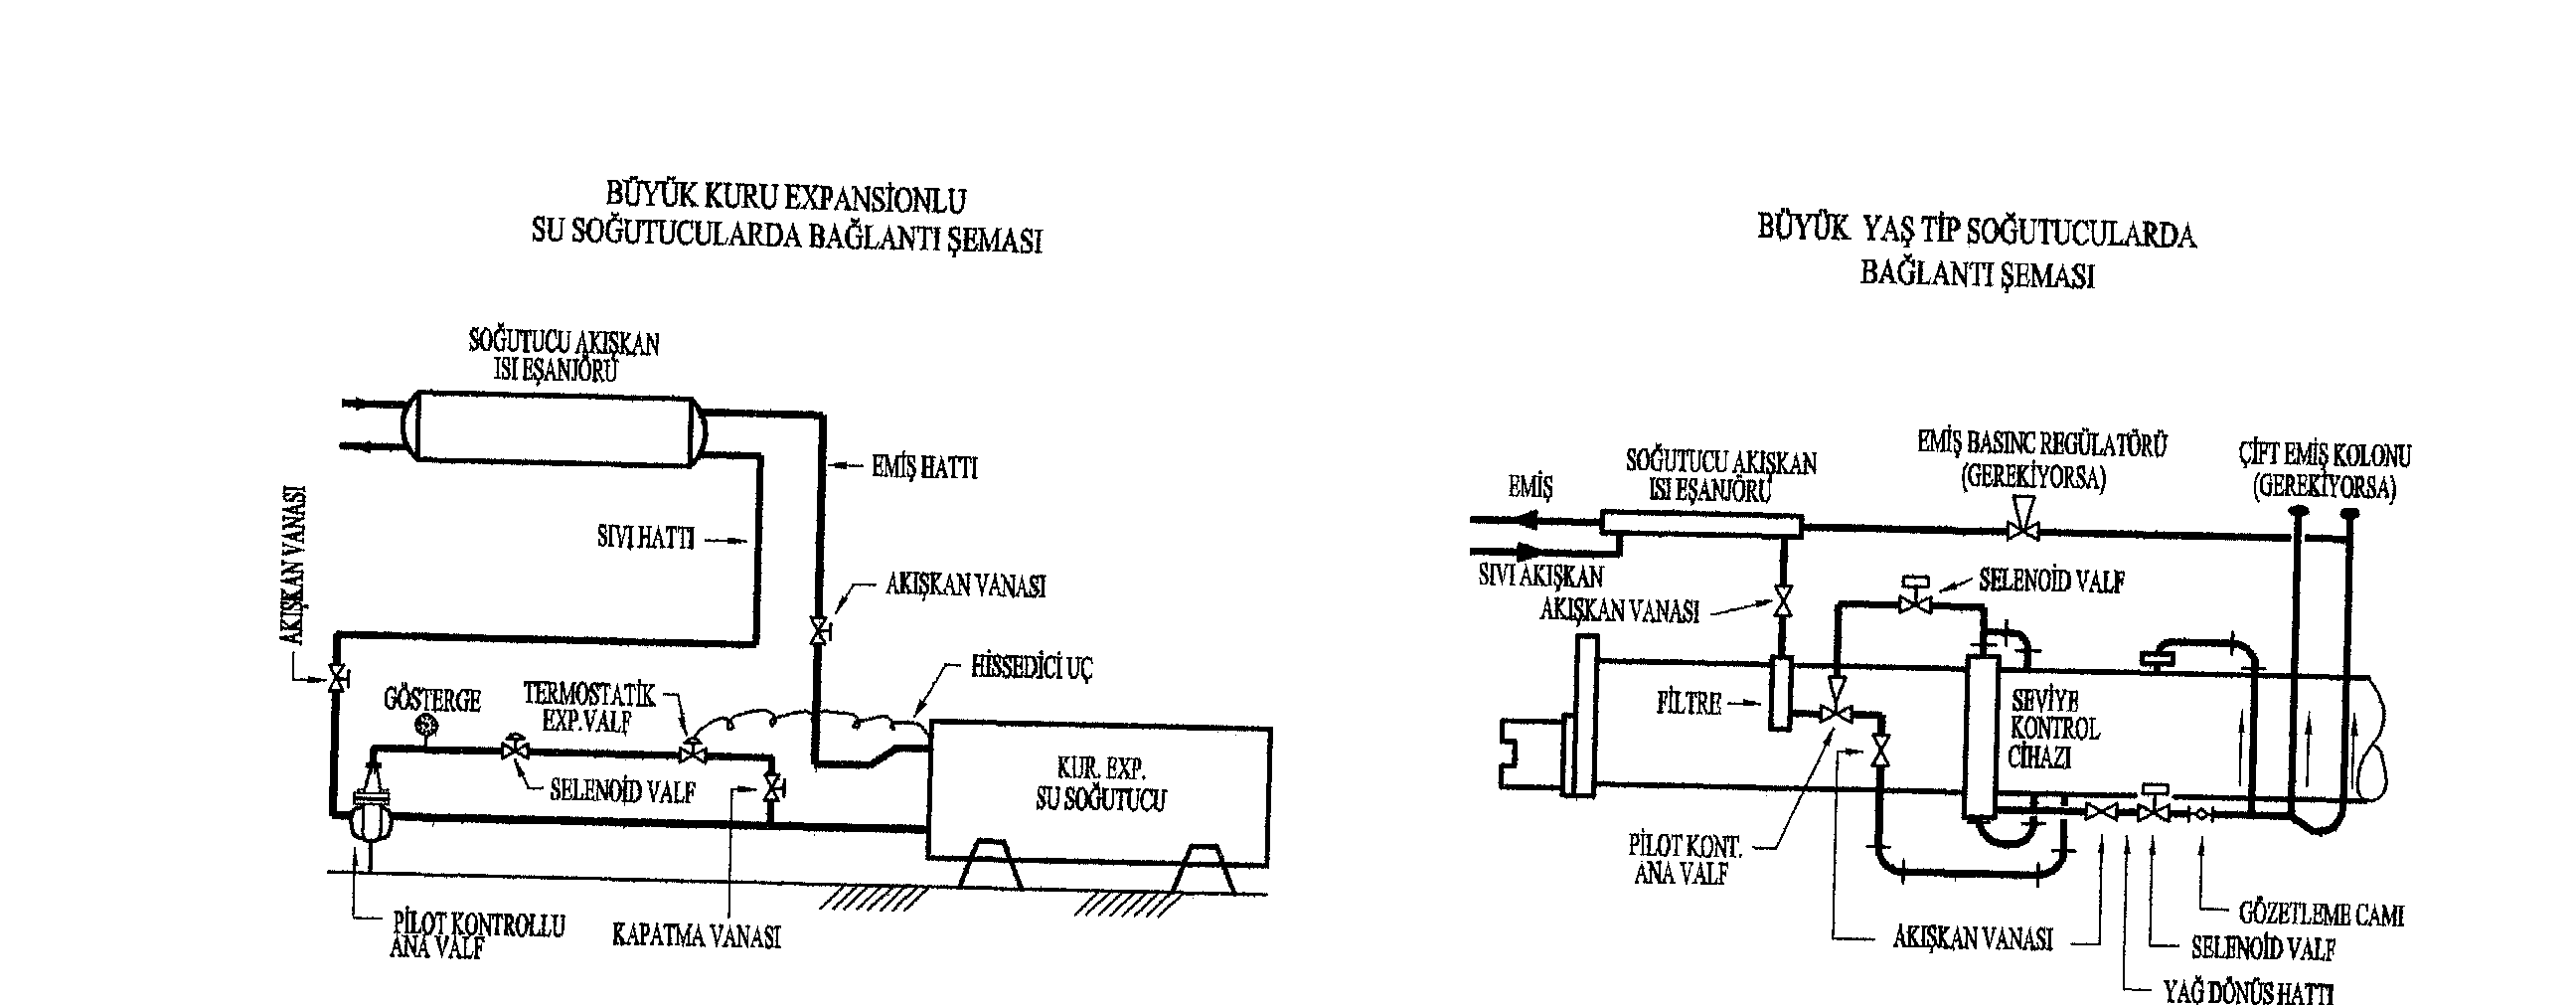 BÜYÜK KURU EXPANSİONLU
SU SOĞUTUCULARDA BAĞLANTI ŞEMASI
SOĞUTUCU AKIŞKAN
ISI EŞANJÖRÜ
EMİŞ HATTI
SIVI HATTI
AKIŞKAN VANASI
AKIŞKAN VANASI
HİSSEDİCİ UÇ
GÖSTERGE
TERMOSTATİK
EXP.VALF
SELENOİD VALF
KUR. EXP.
SU SOĞUTUCU
PİLOT KONTROLLU
ANA VALF
KAPATMA VANASI
BÜYÜK YAŞ TİP SOĞUTUCULARDA
BAĞLANTI ŞEMASI
EMİŞ BASINC REGÜLATÖRÜ
(GEREKİYORSA)
ÇİFT EMİŞ KOLONU
(GEREKİYORSA)
SOĞUTUCU AKIŞKAN
ISI EŞANJÖRÜ
EMİŞ
SIVI AKIŞKAN
AKIŞKAN VANASI
SELENOİD VALF
FİLTRE
SEVİYE
KONTROL
CİHAZI
PİLOT KONT.
ANA VALF
AKIŞKAN VANASI
GÖZETLEME CAMI
SELENOİD VALF
YAĞ DÖNÜŞ HATTI